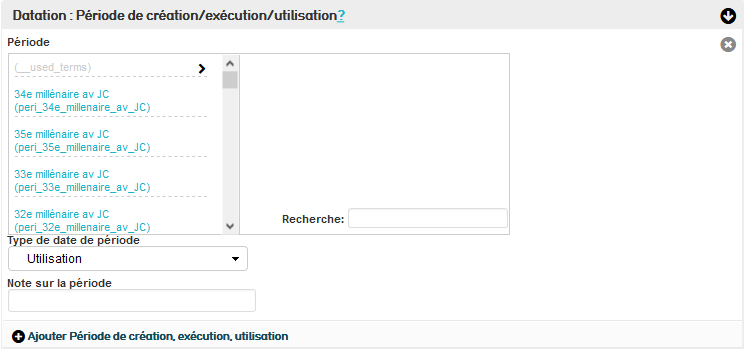 Datation : Période de création/exécution/utilisation?
Période
(__used_terms)
34e millénaire av JC
(peri_34e_millenaire_av_JC)
35e millénaire av JC
(peri_35e_millenaire_av_JC)
33e millénaire av JC
(peri_33e_millenaire_av_JC)
32e millénaire av JC
(peri_32e_millenaire_av_JC)
Recherche:
Type de date de période
Utilisation
Note sur la période
Ajouter Période de création, exécution, utilisation